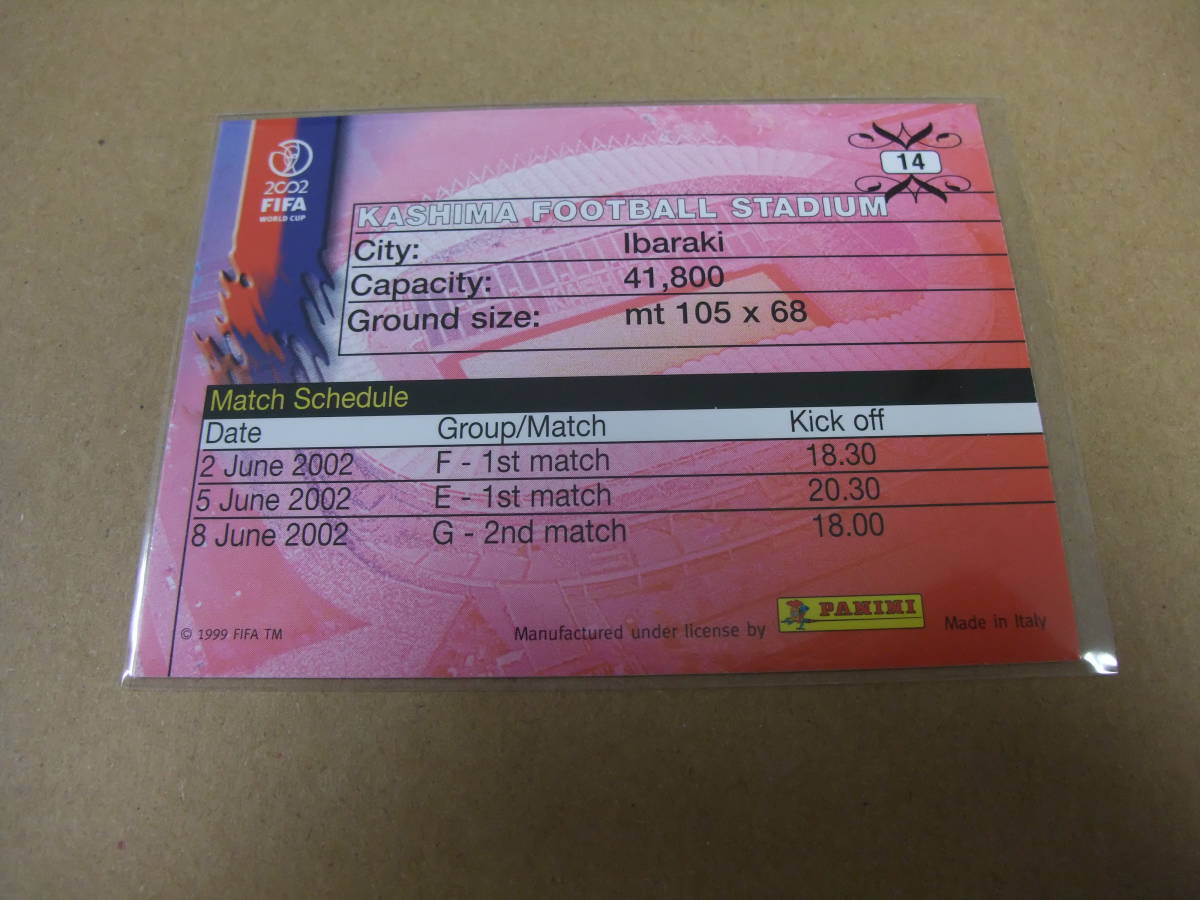 14
2002
FIFA
WORLD CUP
KASHIMA FOOTBALL STADIUM
City: Ibaraki
Capacity: 41,800
Ground size: mt 105 x 68
Match Schedule
Date Group/Match Kick off
2 June 2002 F - 1st match 18.30
5 June 2002 E - 1st match 20.30
8 June 2002 G - 2nd match 18.00
© 1999 FIFA TM Manufactured under license by PANINI Made in Italy